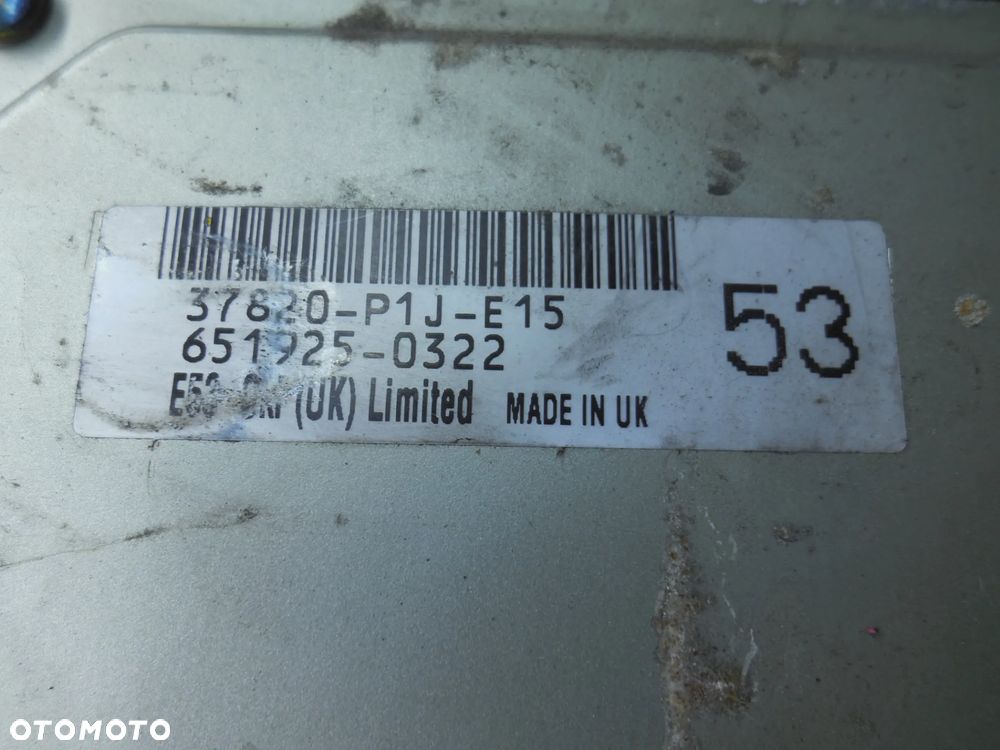 37820-P1J-E15
651925-0322
53
(UK) Limited MADE IN UK
OTOMOTO